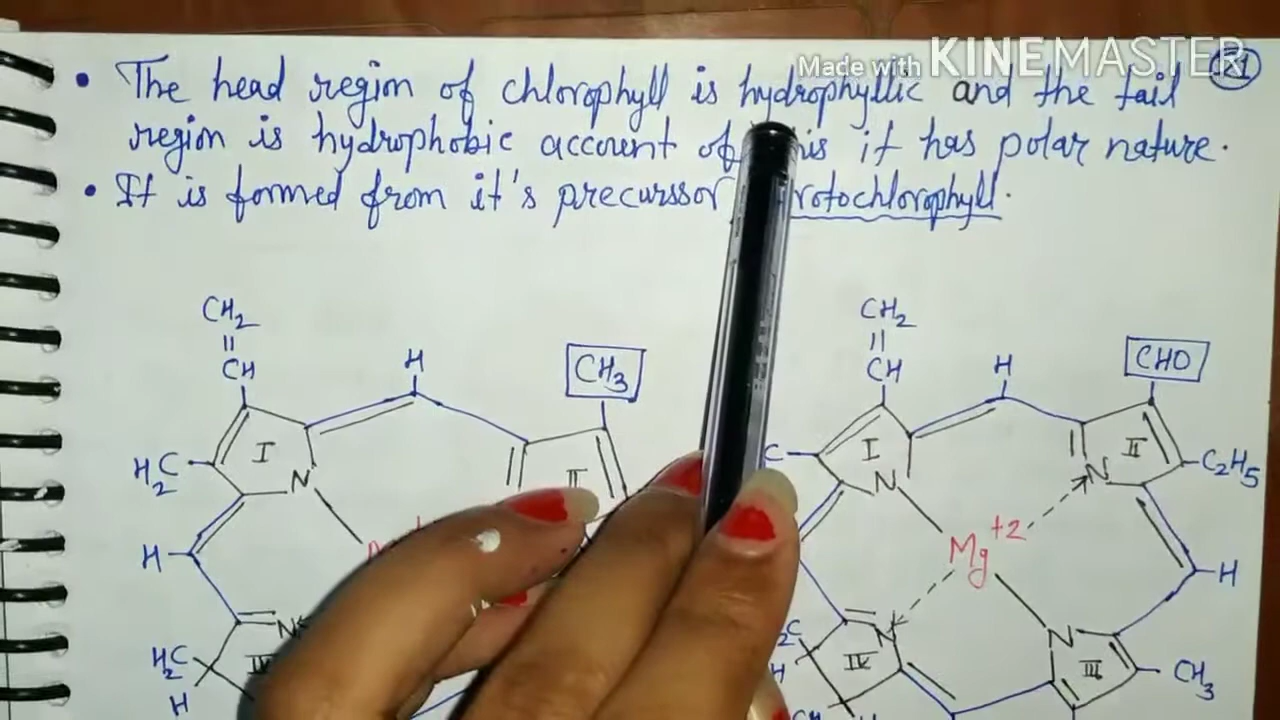 Made with KINEMASTER
• The head region of chlorophyll is hydrophyllic and the tail
region is hydrophobic account of this it has polar nature.
• It is formed from it's precurssor protochlorophyll.
CH2 CH2
CH H CH3 CH H CHO
I II I II
H2C N C N N C2H5
Mg+2
H H
N N N
H2C IV IV III CH3
H H